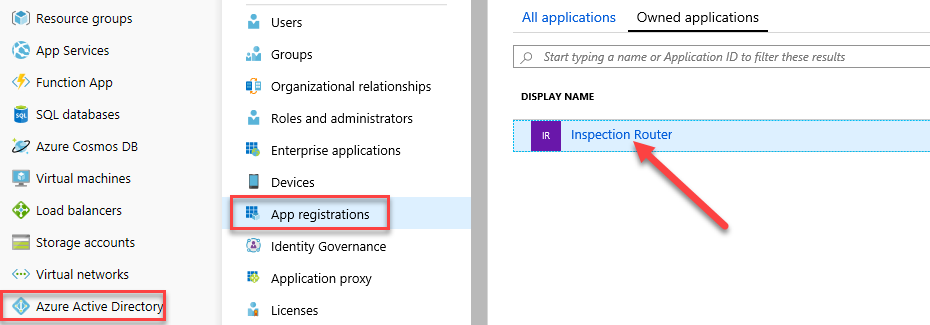 Resource groups
App Services
Function App
SQL databases
Azure Cosmos DB
Virtual machines
Load balancers
Storage accounts
Virtual networks
Azure Active Directory
Users
Groups
Organizational relationships
Roles and administrators
Enterprise applications
Devices
App registrations
Identity Governance
Application proxy
Licenses
All applications Owned applications
Start typing a name or Application ID to filter these results
DISPLAY NAME
IR Inspection Router